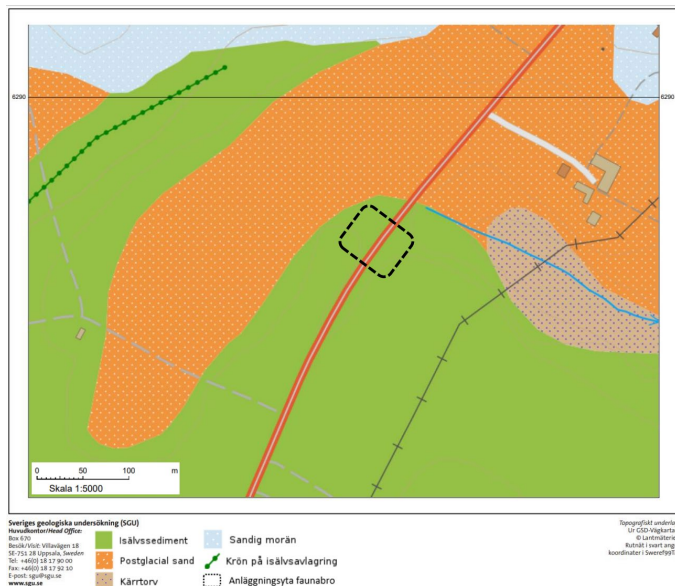 6290
6290
0 50 100 m
Skala 1:5000
Sveriges geologiska undersökning (SGU)
Huvudkontor/Head Office:
Box 670
Besök/Visit: Villavägen 18
SE-751 28 Uppsala, Sweden
Tel: +46(0) 18 17 90 00
Fax: +46(0) 18 17 92 10
E-post: sgu@sgu.se
www.sgu.se
Isälvssediment
Postglacial sand
Kärrtorv
Sandig morän
Krön på isälvsavlagring
Anläggningsyta faunabro
Topografiskt underla
Ur GSD-Vägkarta
© Lantmäterie
Rutnät i svart ang
koordinater i Sweref99T